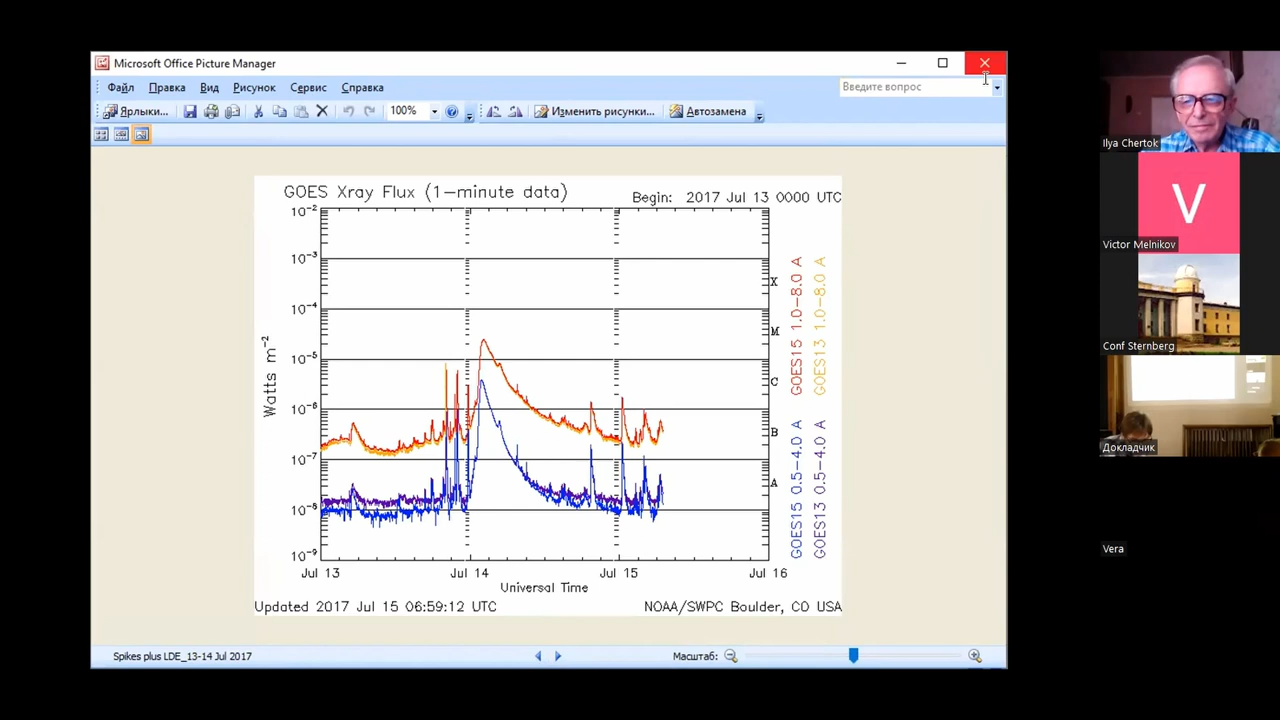 Microsoft Office Picture Manager
Файл Правка Вид Рисунок Сервис Справка
Введите вопрос
Ярлыки... 100% Изменить рисунки... Автозамена
GOES Xray Flux (1-minute data)
Begin: 2017 Jul 13 0000 UTC
10-2
10-3
10-4
10-5
10-6
10-7
10-8
10-9
Watts m-2
X
M
C
B
A
GOES15 1.0-8.0 A
GOES13 1.0-8.0 A
GOES15 0.5-4.0 A
GOES13 0.5-4.0 A
Jul 13 Jul 14 Jul 15 Jul 16
Universal Time
Updated 2017 Jul 15 06:59:12 UTC
NOAA/SWPC Boulder, CO USA
Spikes plus LDE_13-14 Jul 2017
Масштаб:
Ilya Chertok
V
Victor Melnikov
Conf Sternberg
Докладчик
Vera